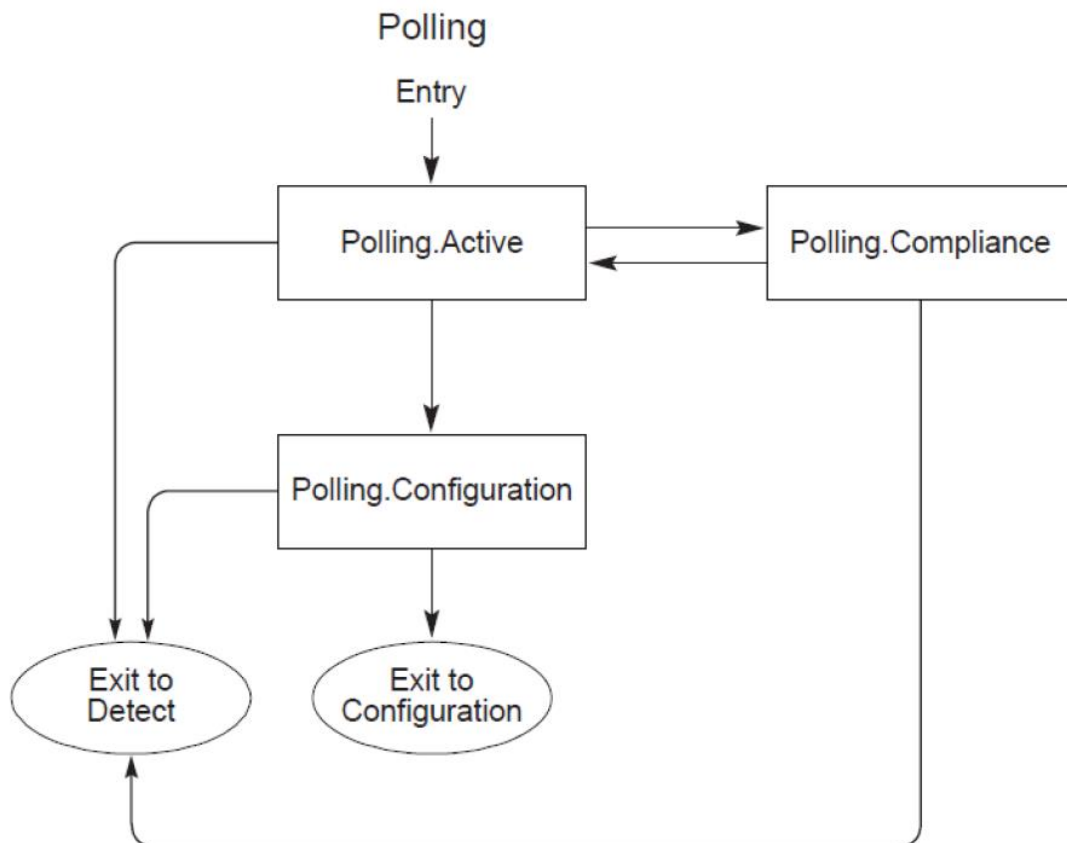 Polling
Entry
Polling.Active
Polling.Compliance
Polling.Configuration
Exit to
Detect
Exit to
Configuration